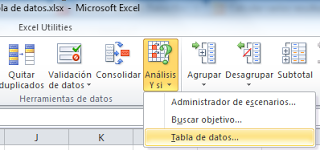 la de datos.xlsx - Microsoft Excel
Excel Utilities
Quitar duplicados
Validación de datos
Consolidar
Análisis Y si
Agrupar
Desagrupar
Subtotal
Herramientas de datos
Administrador de escenarios...
Buscar objetivo...
Tabla de datos...
J K